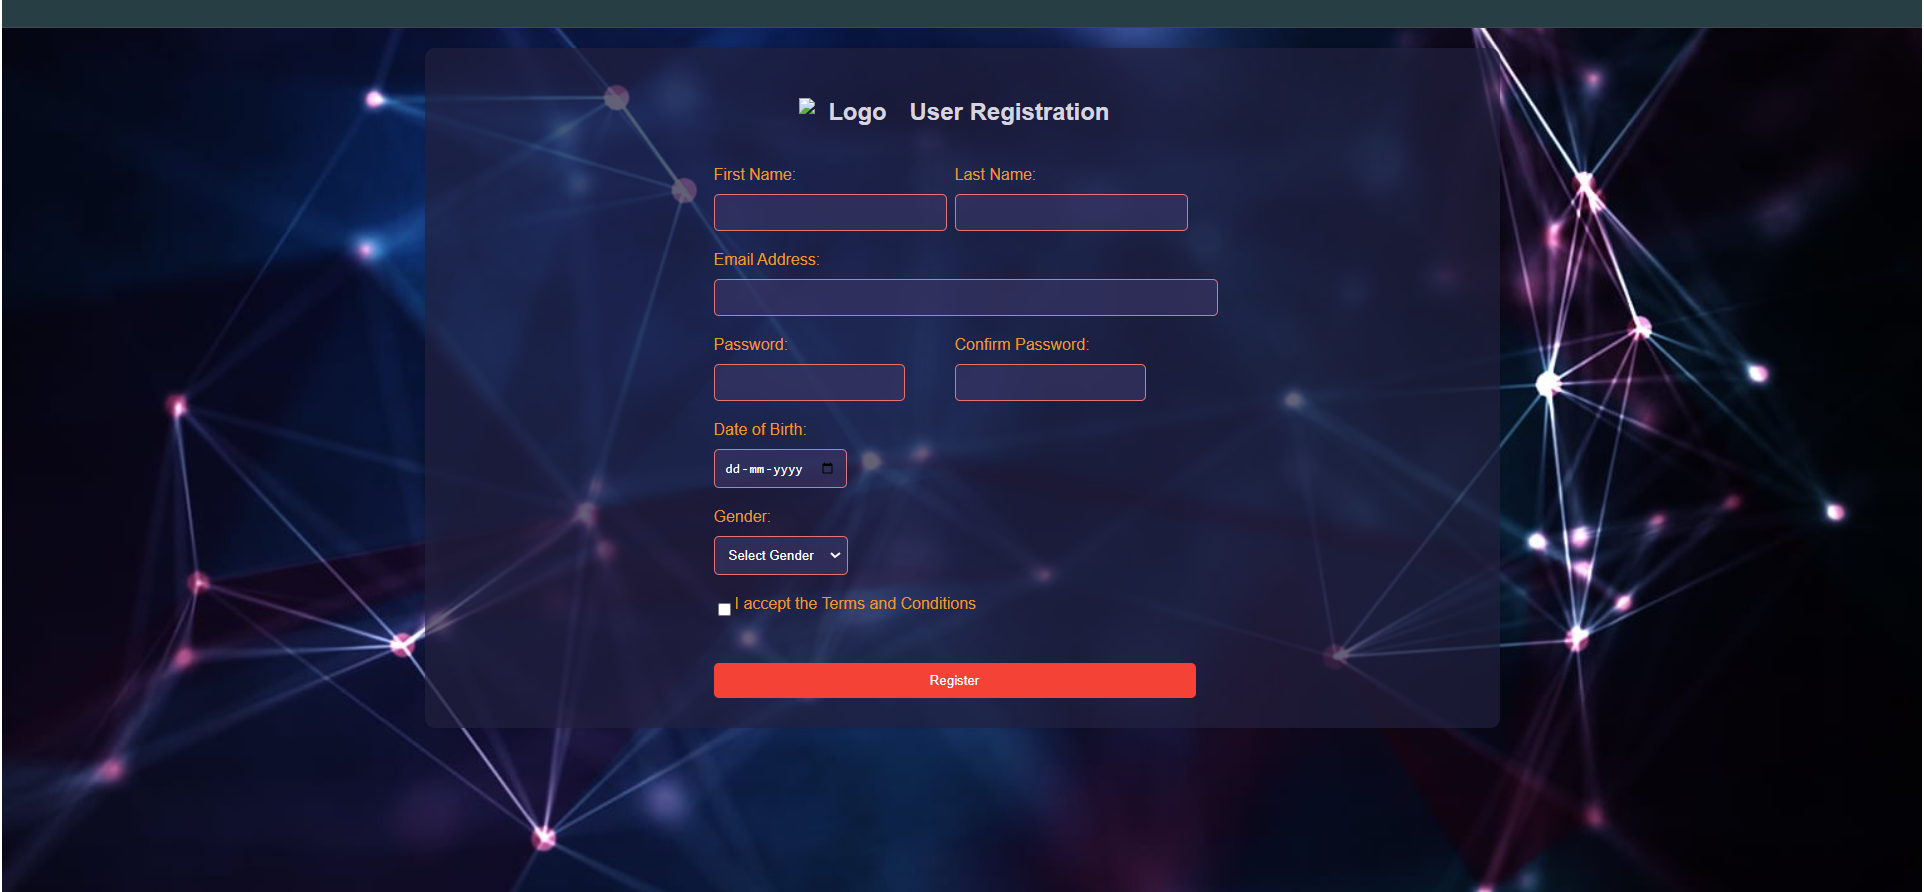 Logo User Registration
First Name: Last Name:
Email Address:
Password: Confirm Password:
Date of Birth:
dd-mm-yyyy
Gender:
Select Gender
I accept the Terms and Conditions
Register